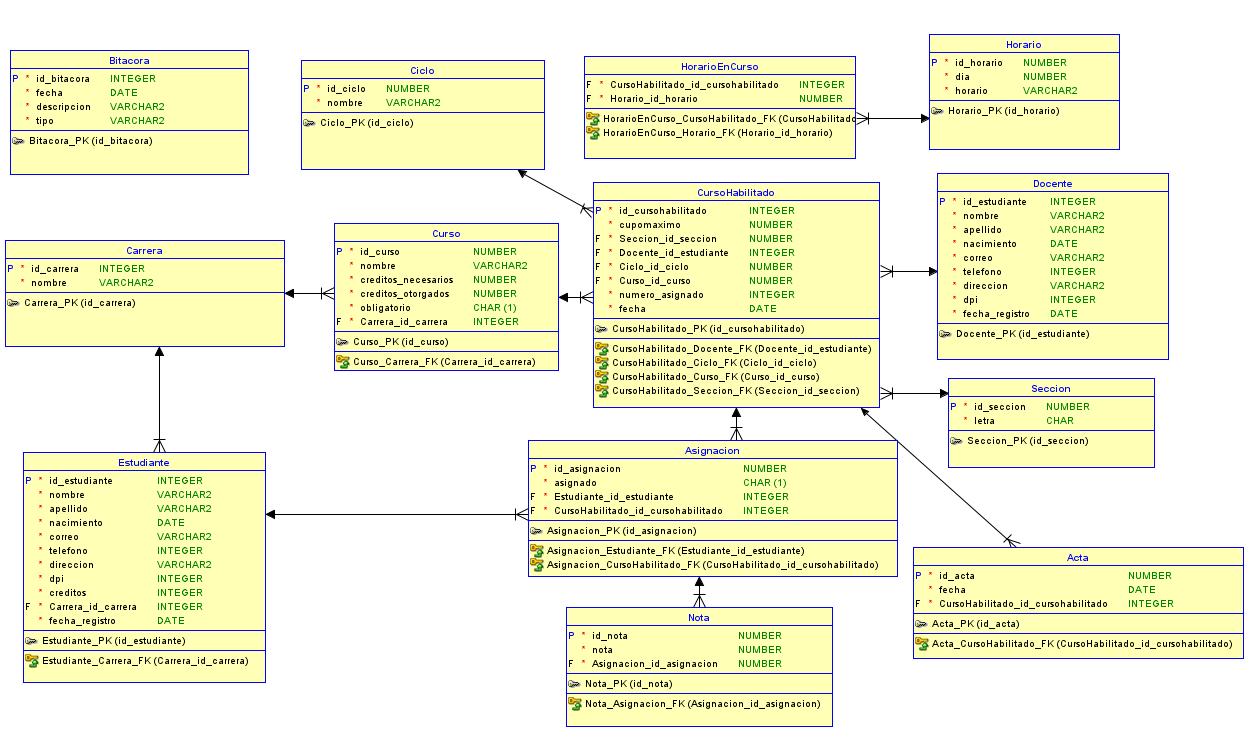 Bitacora
P * id_bitacora INTEGER
* fecha DATE
* descripcion VARCHAR2
* tipo VARCHAR2
Bitacora_PK (id_bitacora)
Ciclo
P * id_ciclo NUMBER
* nombre VARCHAR2
Ciclo_PK (id_ciclo)
HorarioEnCurso
F * CursoHabilitado_id_cursohabilitado INTEGER
F * Horario_id_horario NUMBER
HorarioEnCurso_CursoHabilitado_FK (CursoHabilitado
HorarioEnCurso_Horario_FK (Horario_id_horario)
Horario
P * id_horario NUMBER
* dia NUMBER
* horario VARCHAR2
Horario_PK (id_horario)
Carrera
P * id_carrera INTEGER
* nombre VARCHAR2
Carrera_PK (id_carrera)
Curso
P * id_curso NUMBER
* nombre VARCHAR2
* creditos_necesarios NUMBER
* creditos_otorgados NUMBER
* obligatorio CHAR (1)
F * Carrera_id_carrera INTEGER
Curso_PK (id_curso)
Curso_Carrera_FK (Carrera_id_carrera)
CursoHabilitado
P * id_cursohabilitado INTEGER
* cupomaximo NUMBER
F * Seccion_id_seccion NUMBER
F * Docente_id_estudiante INTEGER
F * Ciclo_id_ciclo NUMBER
F * Curso_id_curso NUMBER
* numero_asignado INTEGER
* fecha DATE
CursoHabilitado_PK (id_cursohabilitado)
CursoHabilitado_Docente_FK (Docente_id_estudiante)
CursoHabilitado_Ciclo_FK (Ciclo_id_ciclo)
CursoHabilitado_Curso_FK (Curso_id_curso)
CursoHabilitado_Seccion_FK (Seccion_id_seccion)
Docente
P * id_estudiante INTEGER
* nombre VARCHAR2
* apellido VARCHAR2
* nacimiento DATE
* correo VARCHAR2
* telefono INTEGER
* direccion VARCHAR2
* dpi INTEGER
* fecha_registro DATE
Docente_PK (id_estudiante)
Seccion
P * id_seccion NUMBER
* letra CHAR
Seccion_PK (id_seccion)
Estudiante
P * id_estudiante INTEGER
* nombre VARCHAR2
* apellido VARCHAR2
* nacimiento DATE
* correo VARCHAR2
* telefono INTEGER
* direccion VARCHAR2
* dpi INTEGER
* creditos INTEGER
F * Carrera_id_carrera INTEGER
* fecha_registro DATE
Estudiante_PK (id_estudiante)
Estudiante_Carrera_FK (Carrera_id_carrera)
Asignacion
P * id_asignacion NUMBER
* asignado CHAR (1)
F * Estudiante_id_estudiante INTEGER
F * CursoHabilitado_id_cursohabilitado INTEGER
Asignacion_PK (id_asignacion)
Asignacion_Estudiante_FK (Estudiante_id_estudiante)
Asignacion_CursoHabilitado_FK (CursoHabilitado_id_cursohabilitado)
Acta
P * id_acta NUMBER
* fecha DATE
F * CursoHabilitado_id_cursohabilitado INTEGER
Acta_PK (id_acta)
Acta_CursoHabilitado_FK (CursoHabilitado_id_cursohabilitado)
Nota
P * id_nota NUMBER
* nota NUMBER
F * Asignacion_id_asignacion NUMBER
Nota_PK (id_nota)
Nota_Asignacion_FK (Asignacion_id_asignacion)